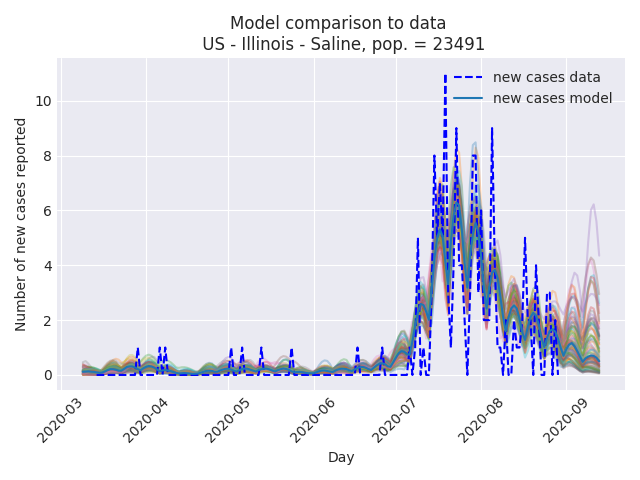 Model comparison to data
US - Illinois - Saline, pop. = 23491
new cases data
new cases model
Number of new cases reported
10
8
6
4
2
0
2020-03
2020-04
2020-05
2020-06
2020-07
2020-08
2020-09
Day